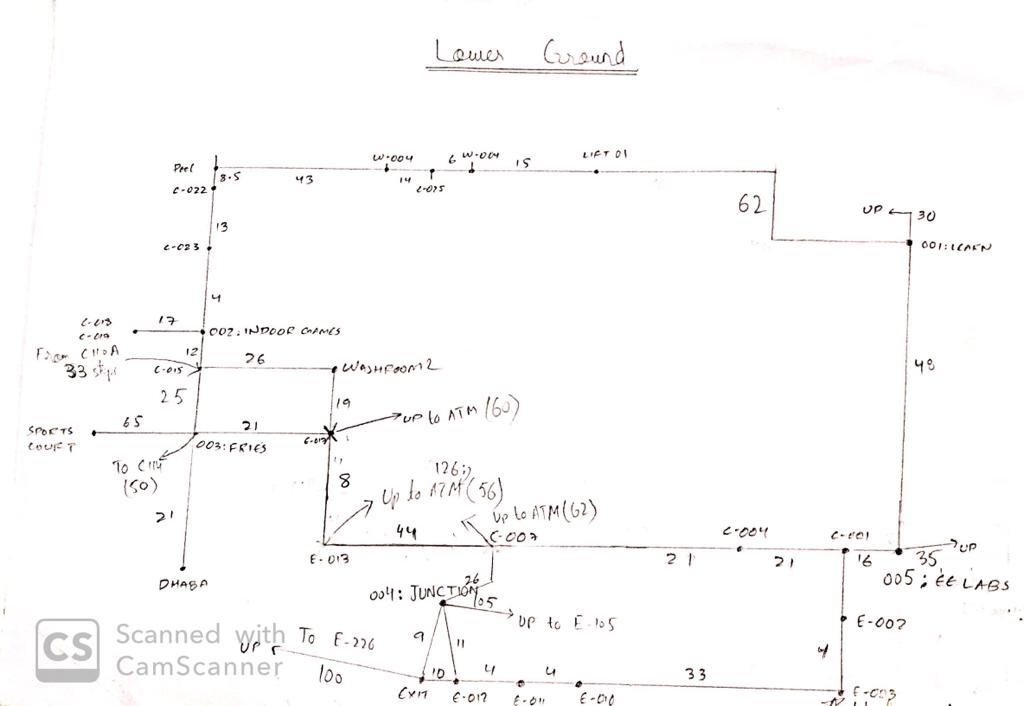 Lower Ground
Pool
8.5
43
W-004
14
C-025
6
W-004
15
LIFT 01
C-022
62
UP
30
13
001: LEARN
C-023
4
C-013
17
C-014
002: INDOOR GAMES
From C110A
33 steps
12
C-015
26
WASHROOM 2
49
25
19
65
21
up to ATM (60)
SPORTS
COURT
003: FRIES
To C114
(50)
8
126;
Up to ATM (56)
up to ATM (62)
21
44
C-007
C-004
C-001
UP
E-013
21
21
16
35
DHABA
005: EE LABS
26
004: JUNCTION
105
UP to E-105
E-002
CS
Scanned with
CamScanner
UP
To E-226
9
11
4
100
10
4
4
33
EXIT
E-012
E-011
E-010
E-003